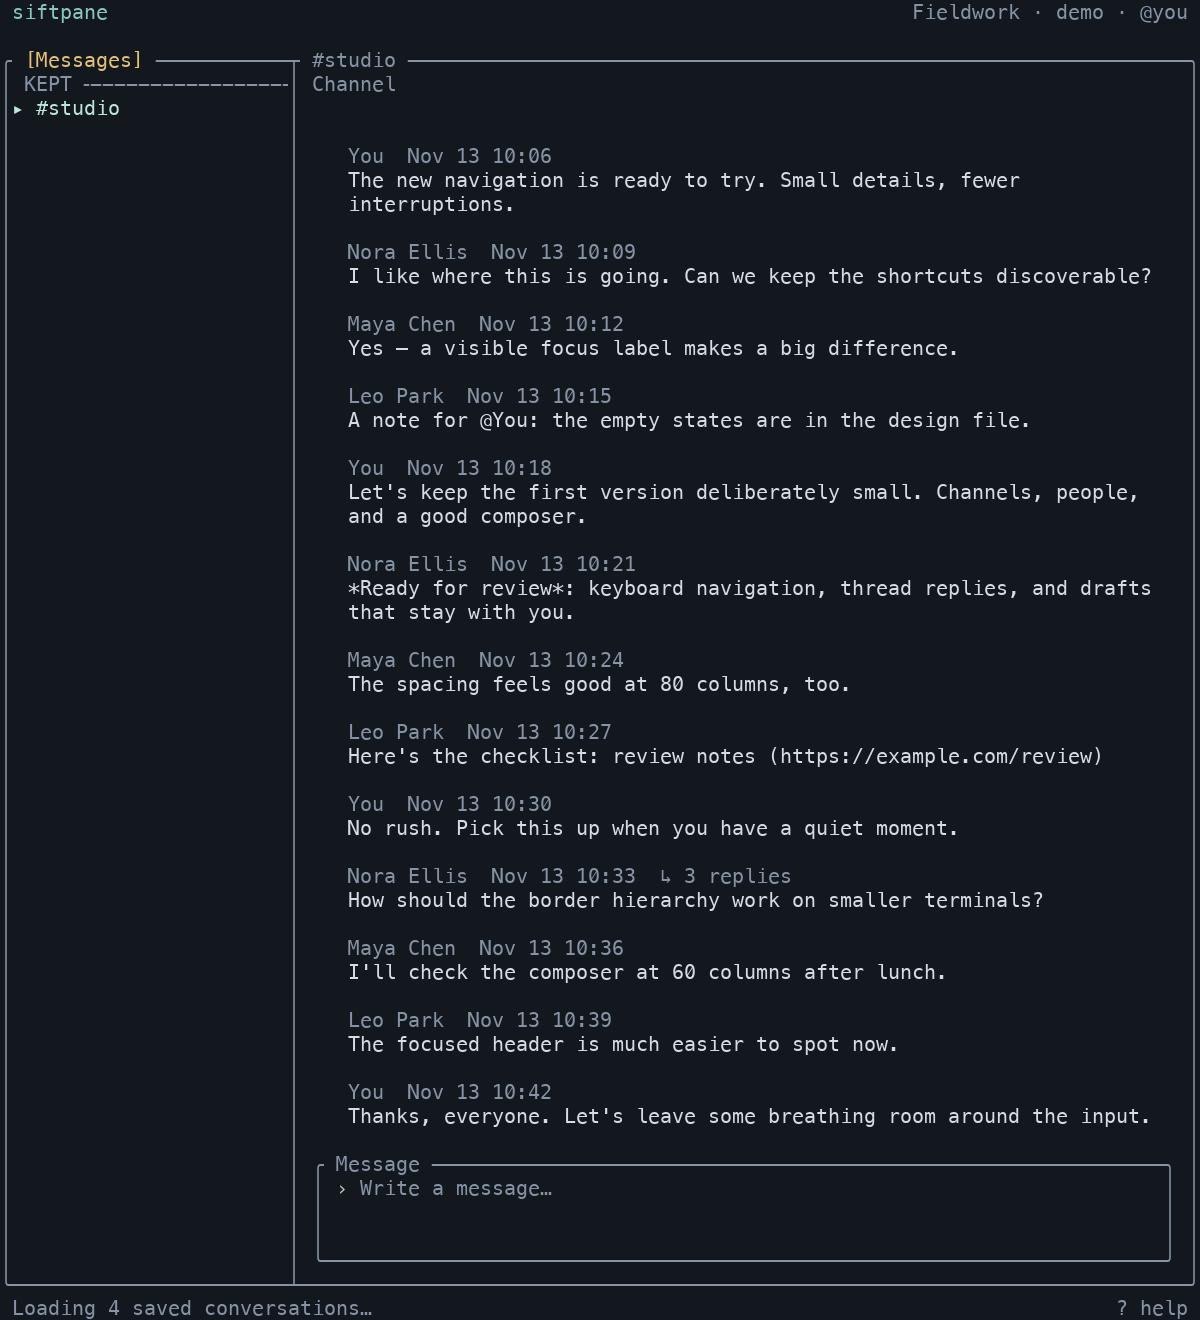 siftpane
Fieldwork · demo · @you
[Messages]
#studio
KEPT
Channel
▸ #studio
You  Nov 13 10:06
The new navigation is ready to try. Small details, fewer
interruptions.
Nora Ellis  Nov 13 10:09
I like where this is going. Can we keep the shortcuts discoverable?
Maya Chen  Nov 13 10:12
Yes — a visible focus label makes a big difference.
Leo Park  Nov 13 10:15
A note for @You: the empty states are in the design file.
You  Nov 13 10:18
Let's keep the first version deliberately small. Channels, people,
and a good composer.
Nora Ellis  Nov 13 10:21
*Ready for review*: keyboard navigation, thread replies, and drafts
that stay with you.
Maya Chen  Nov 13 10:24
The spacing feels good at 80 columns, too.
Leo Park  Nov 13 10:27
Here's the checklist: review notes (https://example.com/review)
You  Nov 13 10:30
No rush. Pick this up when you have a quiet moment.
Nora Ellis  Nov 13 10:33  ↳ 3 replies
How should the border hierarchy work on smaller terminals?
Maya Chen  Nov 13 10:36
I'll check the composer at 60 columns after lunch.
Leo Park  Nov 13 10:39
The focused header is much easier to spot now.
You  Nov 13 10:42
Thanks, everyone. Let's leave some breathing room around the input.
Message
› Write a message…
Loading 4 saved conversations…
? help